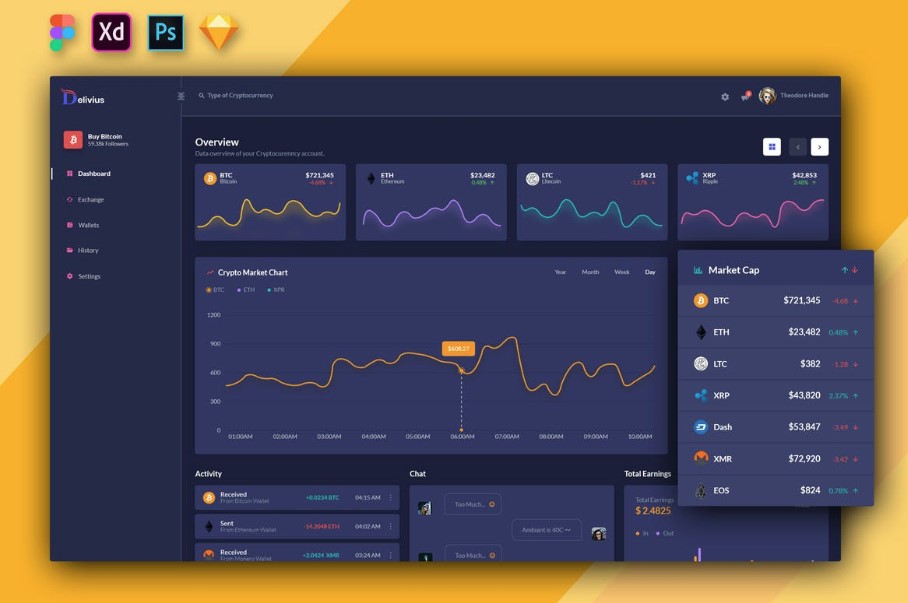 Xd
Ps
Delivius
Type of Cryptocurrency
Theodore Handle
Buy Bitcoin
59.38k Followers
Dashboard
Exchange
Wallets
History
Settings
Overview
Data overview of your Cryptocurrency account.
BTC $721,345
Bitcoin -4.68%
ETH $23,482
Ethereum 0.48%
LTC $421
Litecoin
XRP $42,853
Ripple 2.48%
Crypto Market Chart
Year Month Week Day
BTC ETH XPR
1200
900
600
300
0
$608.27
01:00AM 02:00AM 03:00AM 04:00AM 05:00AM 06:00AM 07:00AM 08:00AM 09:00AM 10:00AM
Market Cap
BTC $721,345 -4.68
ETH $23,482 0.48%
LTC $382 -1.28
XRP $43,820 2.37%
Dash $53,847 -3.49
XMR $72,920 -3.42
EOS $824 0.78%
Activity
Received +0.0234 BTC 04:15 AM
From Bitcoin Wallet
Sent -14.2048 ETH 04:02 AM
From Ethereum Wallet
Received +2.0424 XMR 03:24 AM
From Monero Wallet
Chat
Too Much...
Ambient is 40C
Too Much...
Total Earnings
Total Earnings
$ 2.4825
In Out